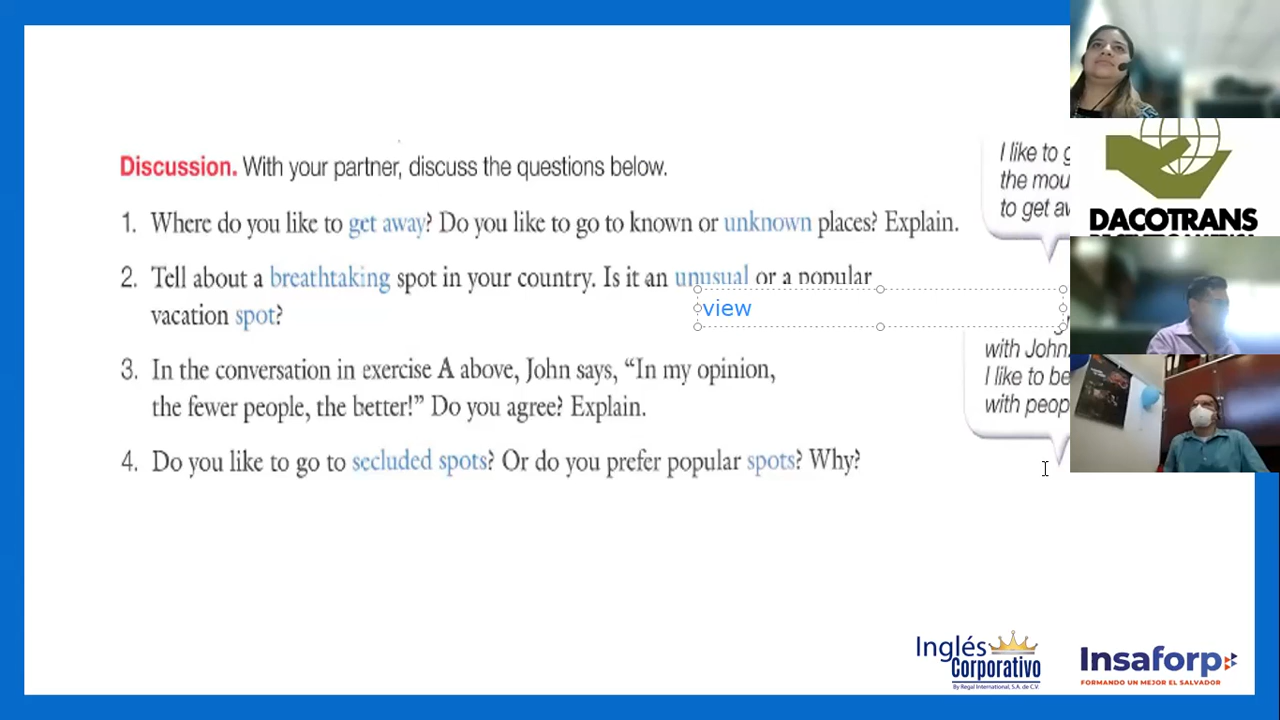 Discussion. With your partner, discuss the questions below.
1. Where do you like to get away? Do you like to go to known or unknown places? Explain.
2. Tell about a breathtaking spot in your country. Is it an unusual or a popular
vacation spot?
view
3. In the conversation in exercise A above, John says, “In my opinion,
the fewer people, the better!” Do you agree? Explain.
4. Do you like to go to secluded spots? Or do you prefer popular spots? Why?
I like to g
the mou
to get aw
with John.
I like to be
with peop
DACOTRANS
Inglés
Corporativo
By Regal International, S.A. de C.V.
Insaforp
FORMANDO UN MEJOR EL SALVADOR